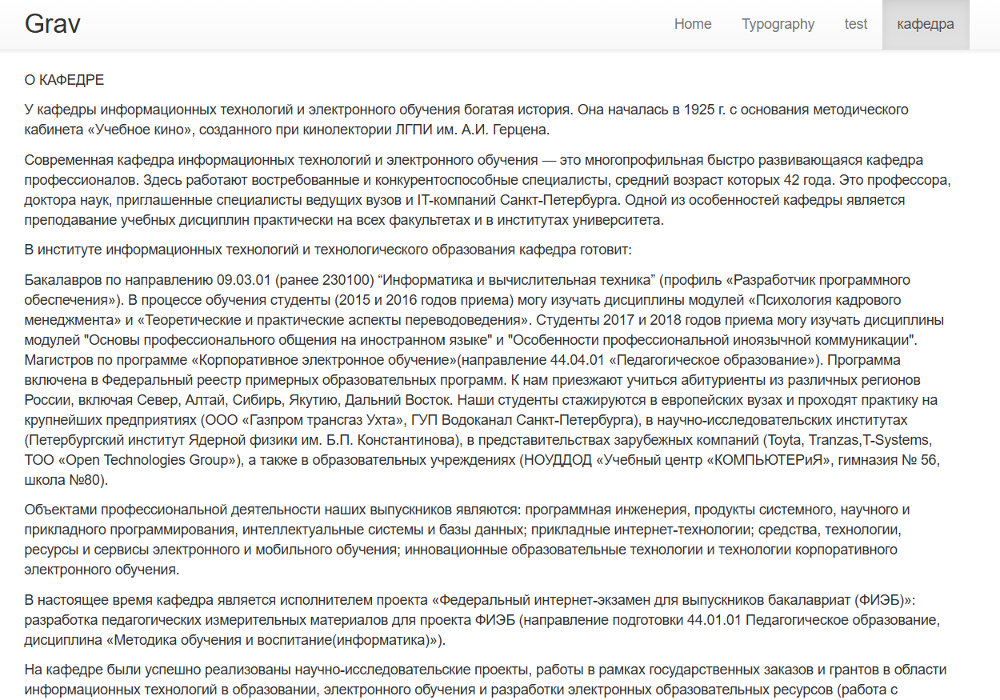 Grav
Home Typography test кафедра
О КАФЕДРЕ
У кафедры информационных технологий и электронного обучения богатая история. Она началась в 1925 г. с основания методического
кабинета «Учебное кино», созданного при кинолектории ЛГПИ им. А.И. Герцена.
Современная кафедра информационных технологий и электронного обучения — это многопрофильная быстро развивающаяся кафедра
профессионалов. Здесь работают востребованные и конкурентоспособные специалисты, средний возраст которых 42 года. Это профессора,
доктора наук, приглашенные специалисты ведущих вузов и IT-компаний Санкт-Петербурга. Одной из особенностей кафедры является
преподавание учебных дисциплин практически на всех факультетах и в институтах университета.
В институте информационных технологий и технологического образования кафедра готовит:
Бакалавров по направлению 09.03.01 (ранее 230100) “Информатика и вычислительная техника” (профиль «Разработчик программного
обеспечения»). В процессе обучения студенты (2015 и 2016 годов приема) могу изучать дисциплины модулей «Психология кадрового
менеджмента» и «Теоретические и практические аспекты переводоведения». Студенты 2017 и 2018 годов приема могу изучать дисциплины
модулей "Основы профессионального общения на иностранном языке" и "Особенности профессиональной иноязычной коммуникации".
Магистров по программе «Корпоративное электронное обучение»(направление 44.04.01 «Педагогическое образование»). Программа
включена в Федеральный реестр примерных образовательных программ. К нам приезжают учиться абитуриенты из различных регионов
России, включая Север, Алтай, Сибирь, Якутию, Дальний Восток. Наши студенты стажируются в европейских вузах и проходят практику на
крупнейших предприятиях (ООО «Газпром трансгаз Ухта», ГУП Водоканал Санкт-Петербурга), в научно-исследовательских институтах
(Петербургский институт Ядерной физики им. Б.П. Константинова), в представительствах зарубежных компаний (Toyta, Tranzas,T-Systems,
ТОО «Open Technologies Group»), а также в образовательных учреждениях (НОУДДОД «Учебный центр «КОМПЬЮТЕРиЯ», гимназия № 56,
школа №80).
Объектами профессиональной деятельности наших выпускников являются: программная инженерия, продукты системного, научного и
прикладного программирования, интеллектуальные системы и базы данных; прикладные интернет-технологии; средства, технологии,
ресурсы и сервисы электронного и мобильного обучения; инновационные образовательные технологии и технологии корпоративного
электронного обучения.
В настоящее время кафедра является исполнителем проекта «Федеральный интернет-экзамен для выпускников бакалавриат (ФИЭБ)»:
разработка педагогических измерительных материалов для проекта ФИЭБ (направление подготовки 44.01.01 Педагогическое образование,
дисциплина «Методика обучения и воспитание(информатика)»).
На кафедре были успешно реализованы научно-исследовательские проекты, работы в рамках государственных заказов и грантов в области
информационных технологий в образовании, электронного обучения и разработки электронных образовательных ресурсов (работа с